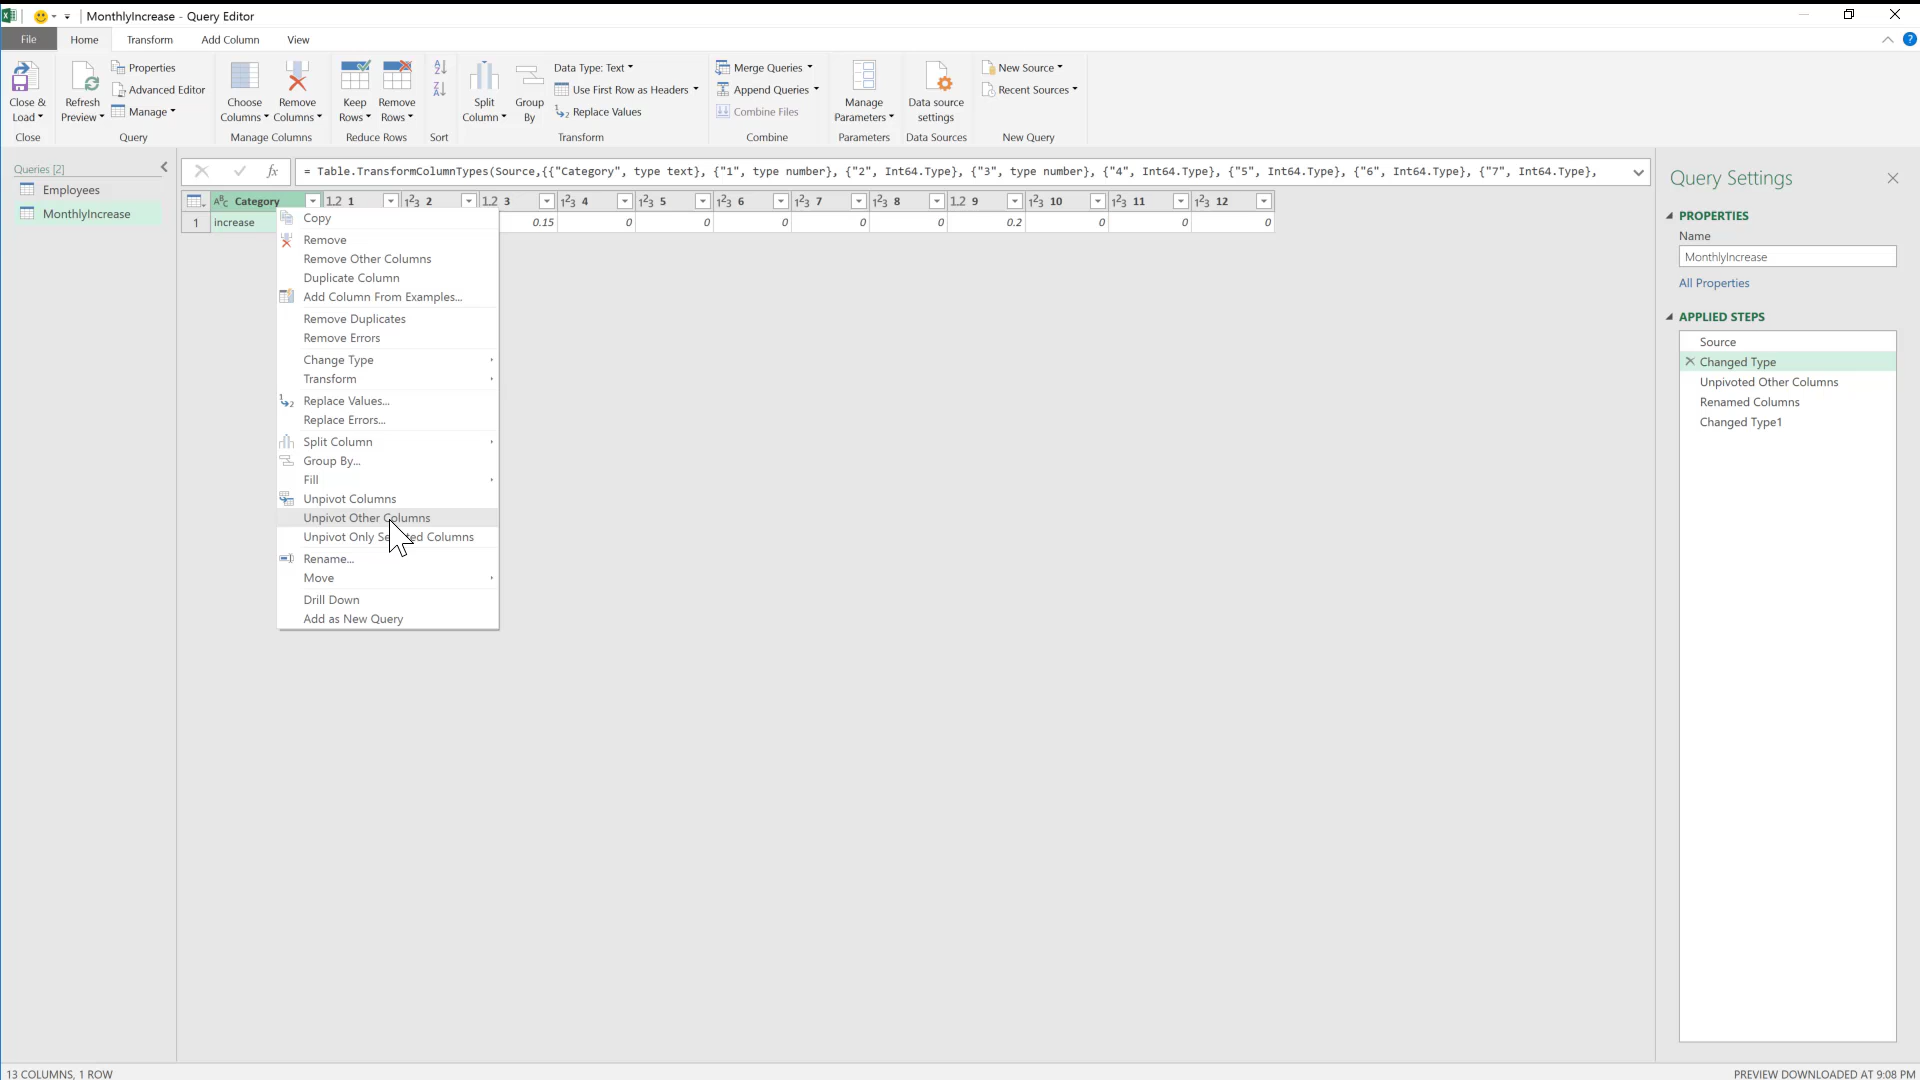 MonthlyIncrease - Query Editor
File Home Transform Add Column View
Close & Load
Close
Refresh Preview
Properties
Advanced Editor
Manage
Query
Choose Columns
Remove Columns
Manage Columns
Keep Rows
Remove Rows
Reduce Rows
Sort
Split Column
Group By
Data Type: Text
Use First Row as Headers
Replace Values
Transform
Merge Queries
Append Queries
Combine Files
Combine
Manage Parameters
Parameters
Data source settings
Data Sources
New Source
Recent Sources
New Query
Queries [2]
Employees
MonthlyIncrease
= Table.TransformColumnTypes(Source,{{"Category", type text}, {"1", type number}, {"2", Int64.Type}, {"3", type number}, {"4", Int64.Type}, {"5", Int64.Type}, {"6", Int64.Type}, {"7", Int64.Type},
Category 1 2 3 4 5 6 7 8 9 10 11 12
1 increase 0.15 0 0 0 0 0 0.2 0 0 0
Copy
Remove
Remove Other Columns
Duplicate Column
Add Column From Examples...
Remove Duplicates
Remove Errors
Change Type
Transform
Replace Values...
Replace Errors...
Split Column
Group By...
Fill
Unpivot Columns
Unpivot Other Columns
Unpivot Only Columns
Rename...
Move
Drill Down
Add as New Query
Query Settings
PROPERTIES
Name
MonthlyIncrease
All Properties
APPLIED STEPS
Source
Changed Type
Unpivoted Other Columns
Renamed Columns
Changed Type1
13 COLUMNS, 1 ROW
PREVIEW DOWNLOADED AT 9:08 PM